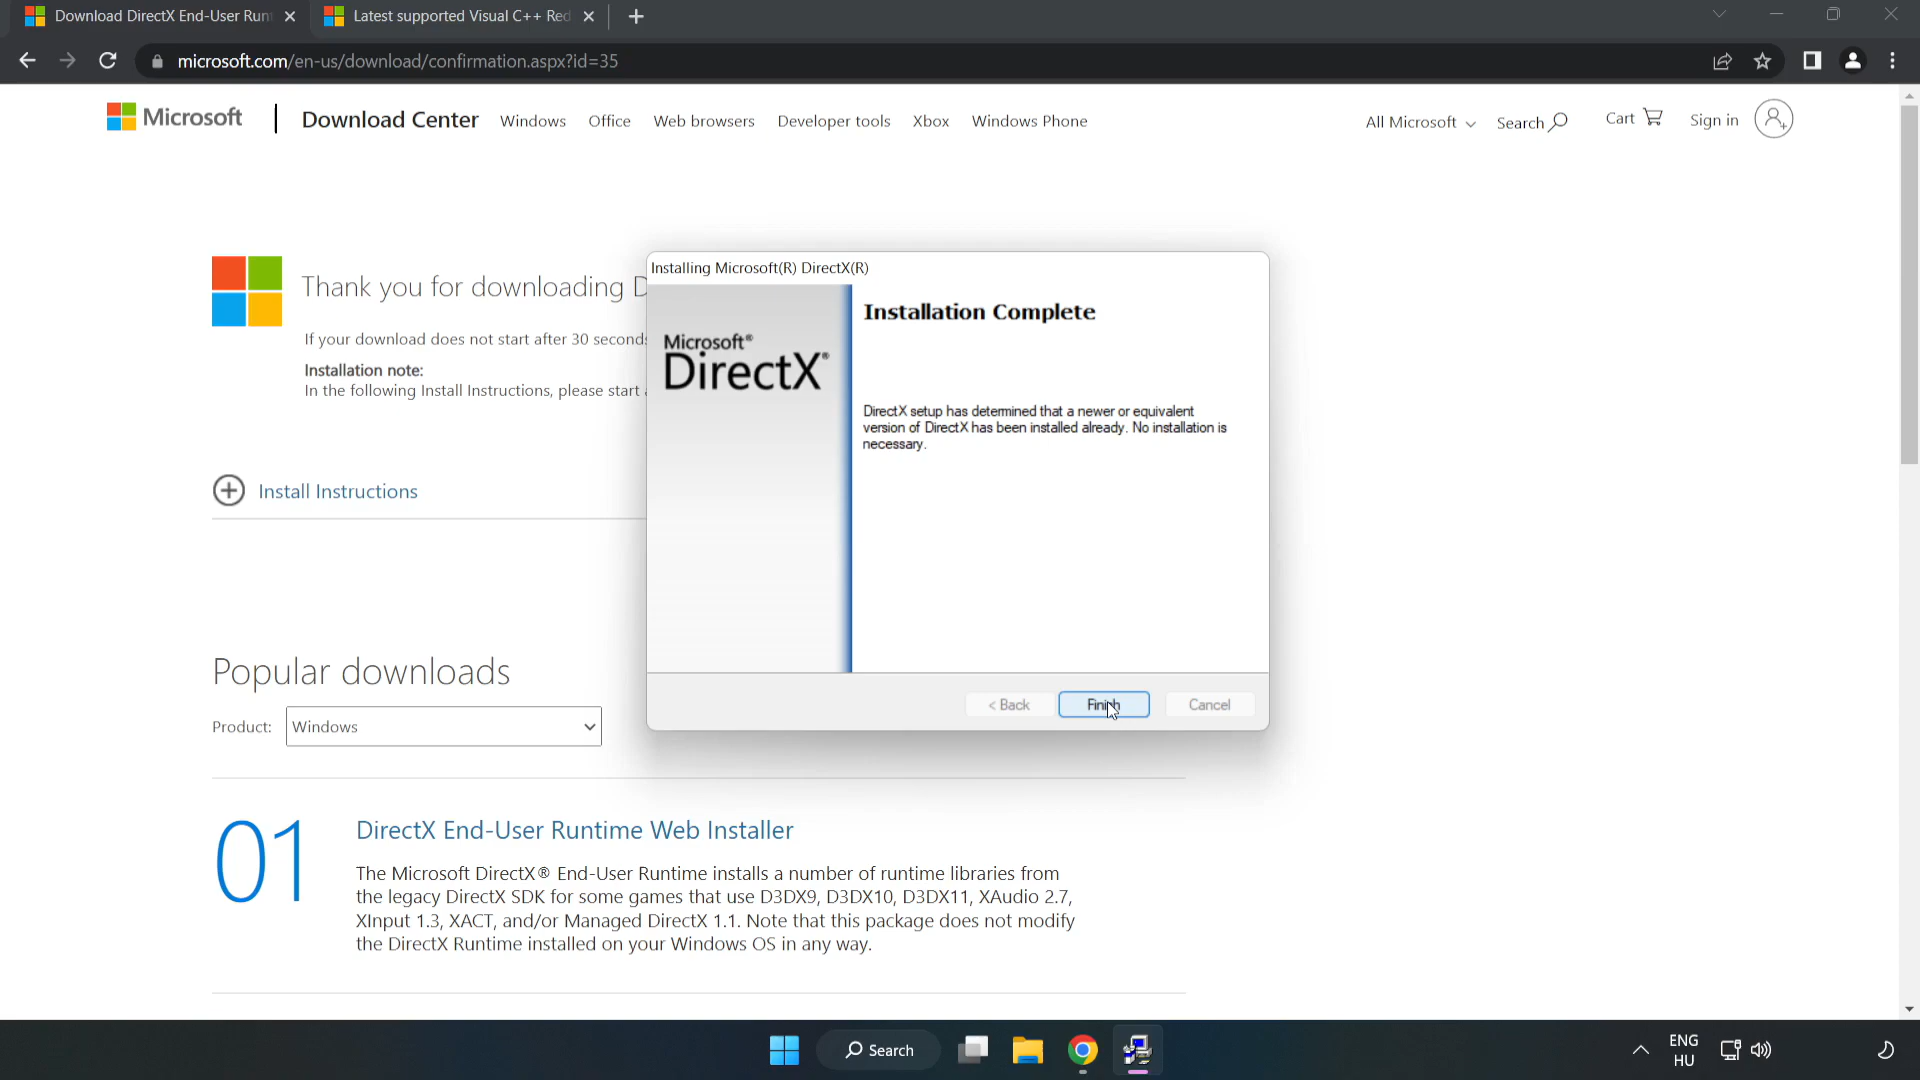 Download DirectX End-User Run
Latest supported Visual C++ Red
microsoft.com/en-us/download/confirmation.aspx?id=35
Microsoft
Download Center
Windows
Office
Web browsers
Developer tools
Xbox
Windows Phone
All Microsoft
Search
Cart
Sign in
Thank you for downloading D
If your download does not start after 30 seconds
Installation note:
In the following Install Instructions, please start
Install Instructions
Installing Microsoft(R) DirectX(R)
Microsoft®
DirectX®
Installation Complete
DirectX setup has determined that a newer or equivalent
version of DirectX has been installed already. No installation is
necessary.
< Back
Finish
Cancel
Popular downloads
Product:
Windows
01
DirectX End-User Runtime Web Installer
The Microsoft DirectX® End-User Runtime installs a number of runtime libraries from
the legacy DirectX SDK for some games that use D3DX9, D3DX10, D3DX11, XAudio 2.7,
XInput 1.3, XACT, and/or Managed DirectX 1.1. Note that this package does not modify
the DirectX Runtime installed on your Windows OS in any way.
Search
ENG
HU